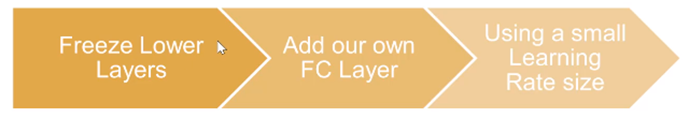 Freeze Lower
Layers
Add our own
FC Layer
Using a small
Learning
Rate size